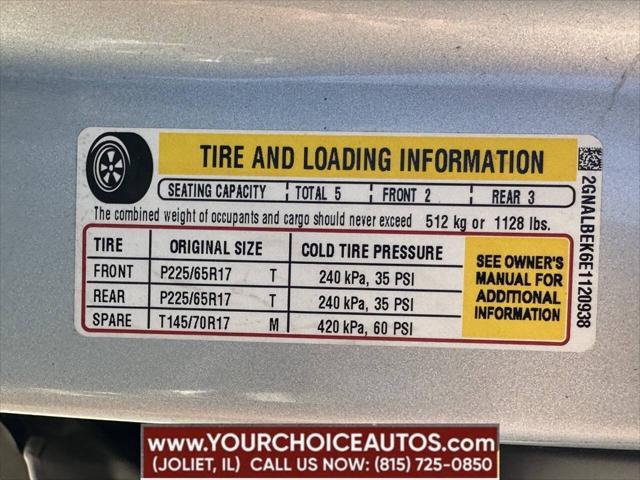 TIRE AND LOADING INFORMATION
SEATING CAPACITY TOTAL 5 FRONT 2 REAR 3
The combined weight of occupants and cargo should never exceed 512 kg or 1128 lbs.
TIRE ORIGINAL SIZE COLD TIRE PRESSURE
FRONT P225/65R17 T 240 kPa, 35 PSI
REAR P225/65R17 T 240 kPa, 35 PSI
SPARE T145/70R17 M 420 kPa, 60 PSI
SEE OWNER'S
MANUAL FOR
ADDITIONAL
INFORMATION
2GNALBEK6E1120938
WWW.YOURCHOICEAUTOS.COM
(JOLIET, IL) CALL US NOW: (815) 725-0850